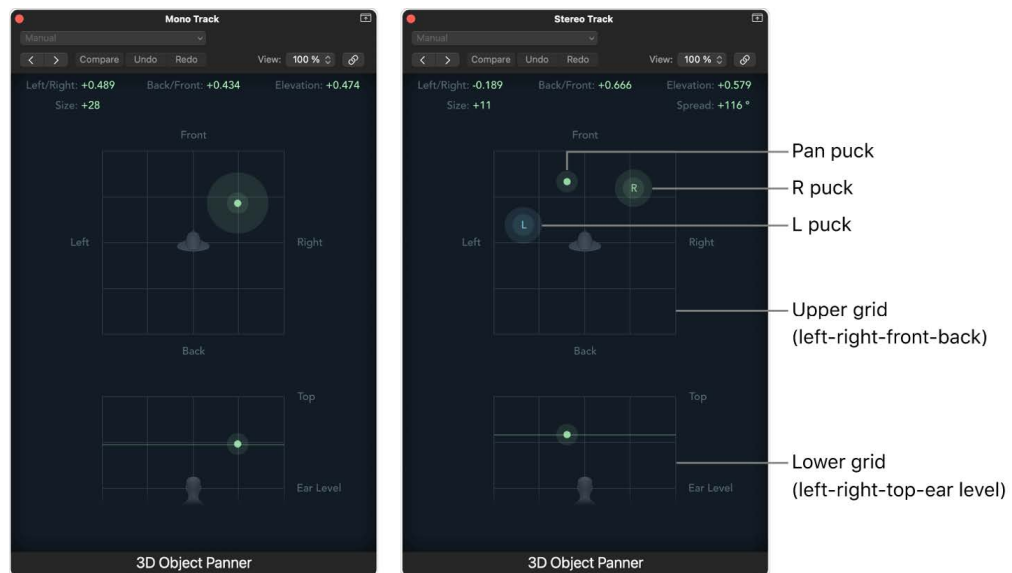 Mono Track
Manual
Compare Undo Redo View: 100 %
Left/Right: +0.489 Back/Front: +0.434 Elevation: +0.474
Size: +28
Front
Left Right
Back
Top
Ear Level
3D Object Panner
Stereo Track
Manual
Compare Undo Redo View: 100 %
Left/Right: -0.189 Back/Front: +0.666 Elevation: +0.579
Size: +11 Spread: +116 °
Front
R
L
Left Right
Back
Top
Ear Level
3D Object Panner
Pan puck
R puck
L puck
Upper grid
(left-right-front-back)
Lower grid
(left-right-top-ear level)